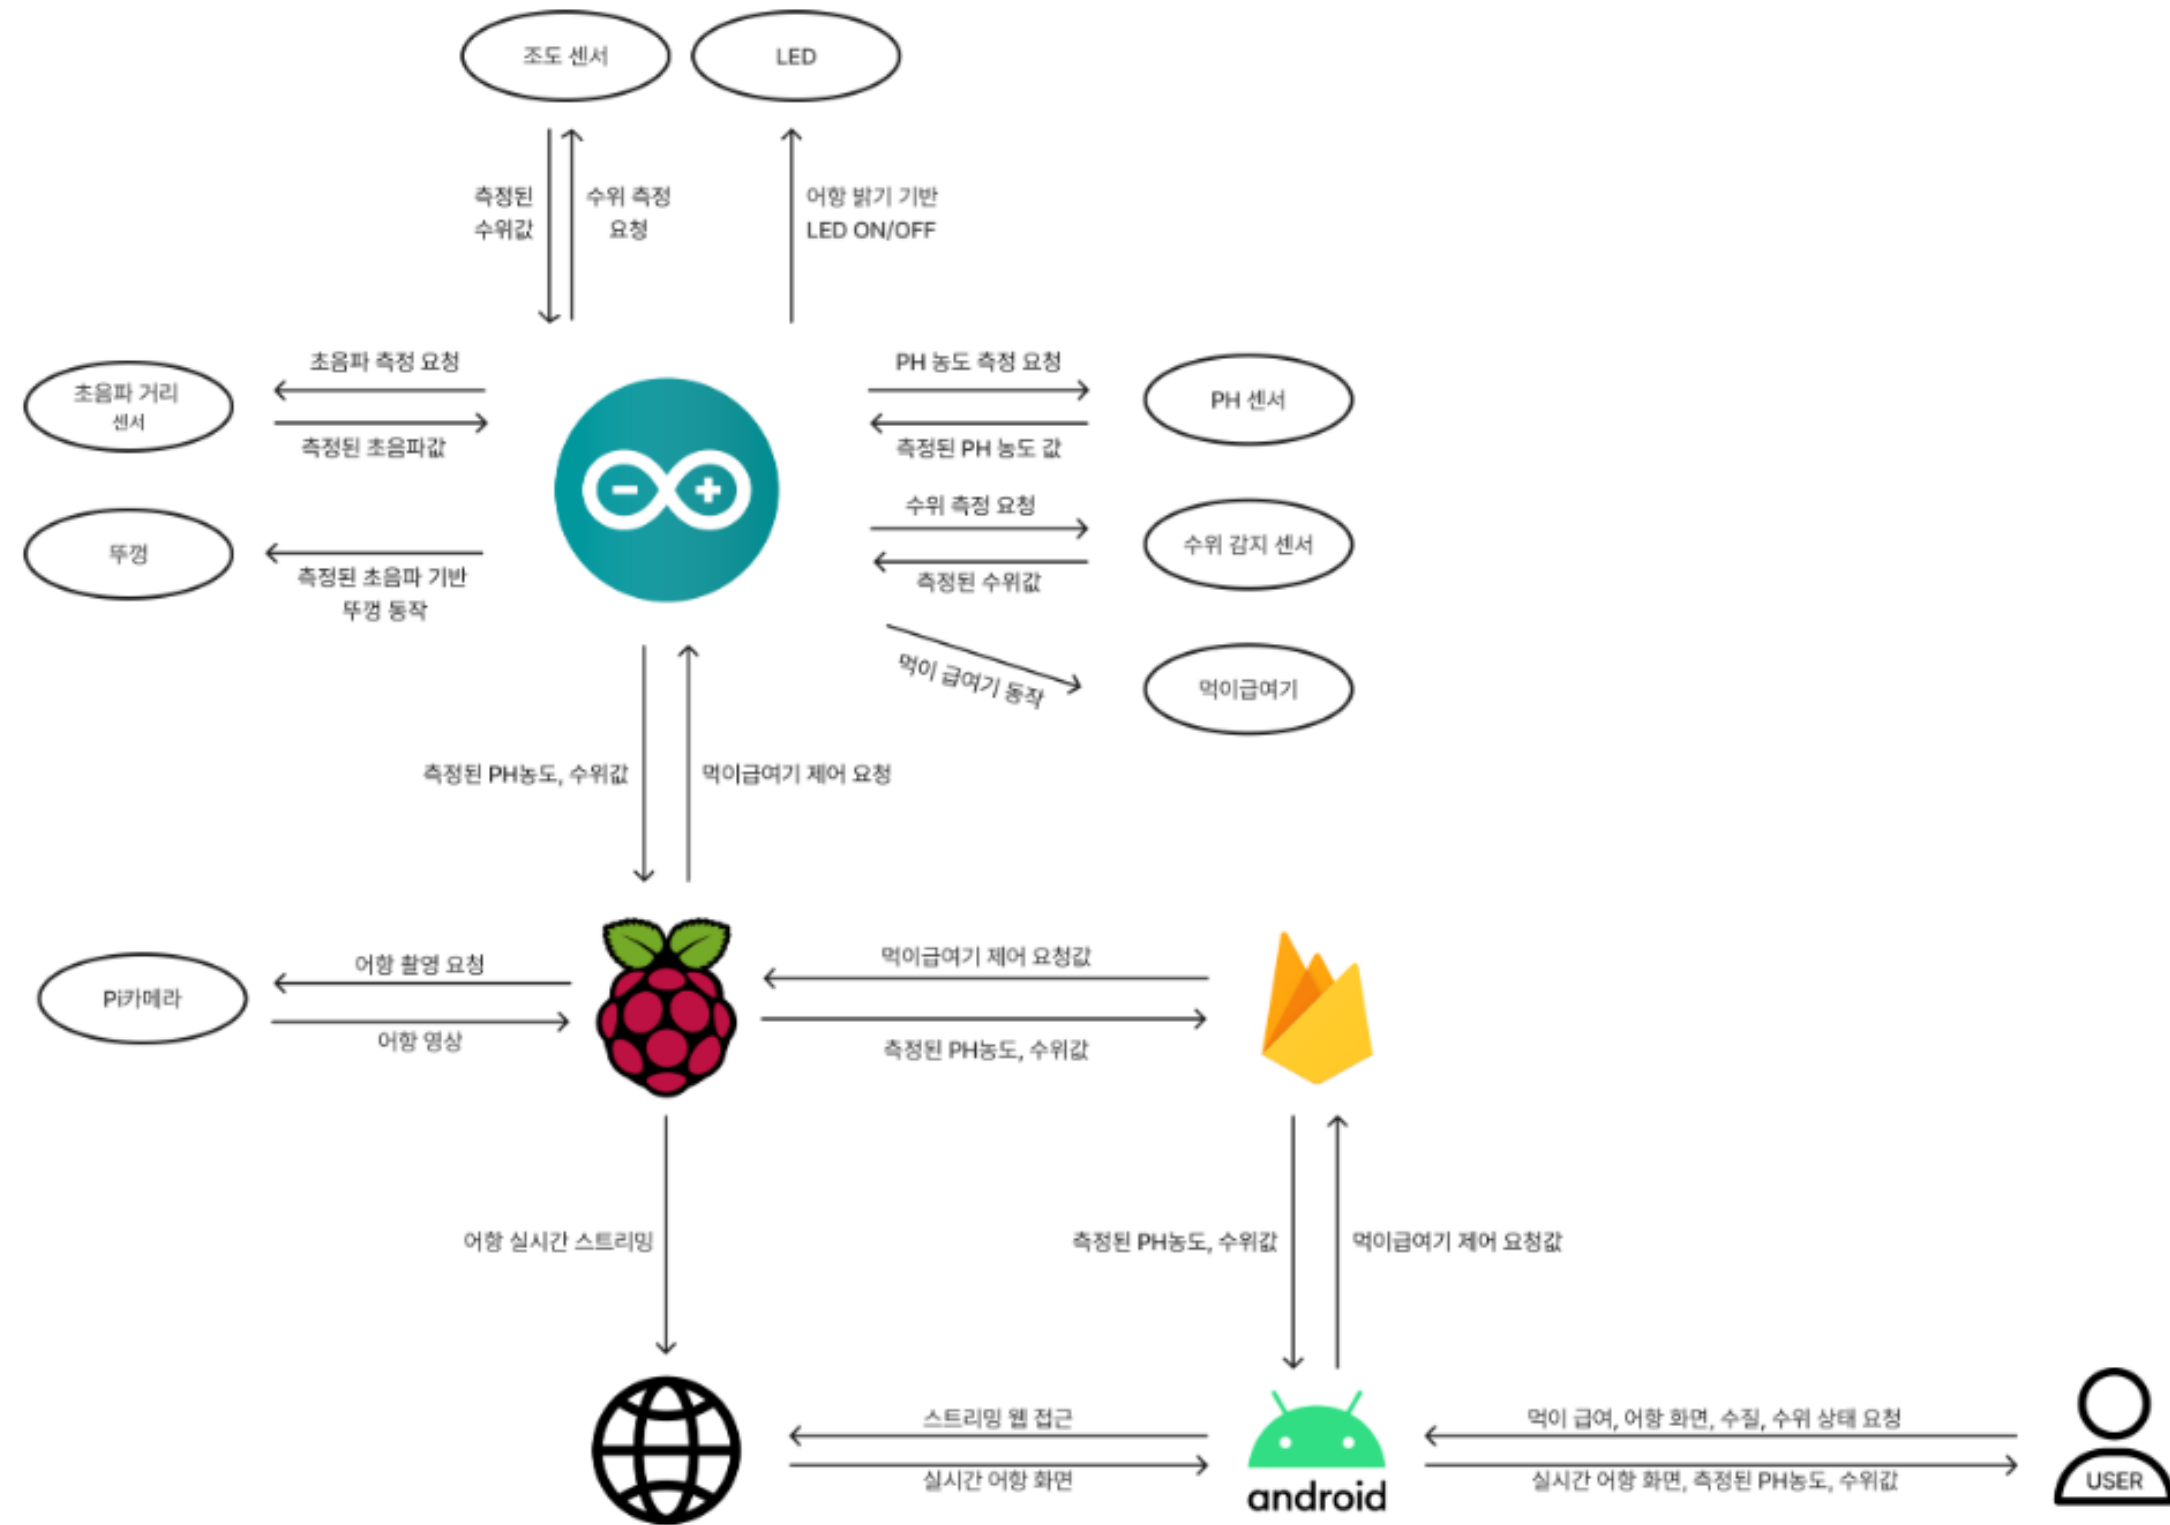 조도 센서
LED
측정된
수위값
수위 측정
요청
어항 밝기 기반
LED ON/OFF
초음파 거리
센서
초음파 측정 요청
측정된 초음파값
PH 농도 측정 요청
측정된 PH 농도 값
PH 센서
뚜껑
측정된 초음파 기반
뚜껑 동작
수위 측정 요청
측정된 수위값
수위 감지 센서
먹이 급여기 동작
먹이급여기
측정된 PH농도, 수위값
먹이급여기 제어 요청
Pi카메라
어항 촬영 요청
어항 영상
먹이급여기 제어 요청값
측정된 PH농도, 수위값
어항 실시간 스트리밍
측정된 PH농도, 수위값
먹이급여기 제어 요청값
스트리밍 웹 접근
실시간 어항 화면
android
먹이 급여, 어항 화면, 수질, 수위 상태 요청
실시간 어항 화면, 측정된 PH농도, 수위값
USER